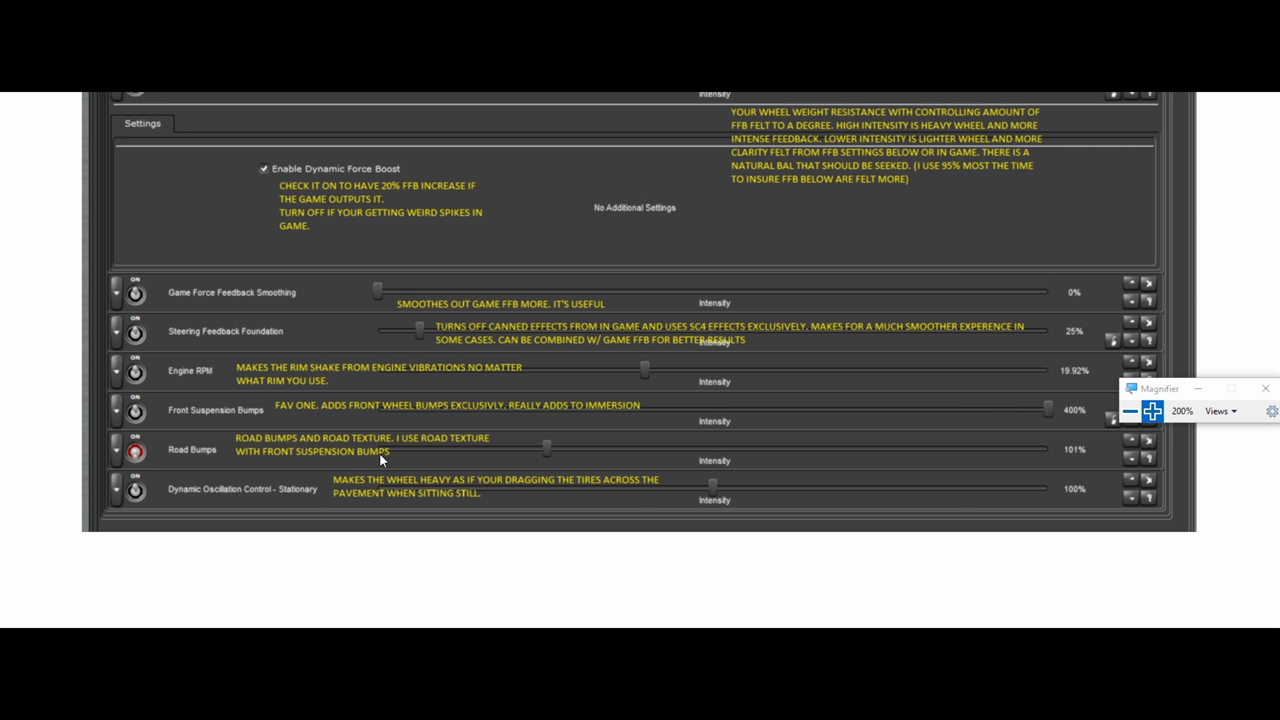 Intensity
YOUR WHEEL WEIGHT RESISTANCE WITH CONTROLLING AMOUNT OF
FFB FELT TO A DEGREE. HIGH INTENSITY IS HEAVY WHEEL AND MORE
INTENSE FEEDBACK. LOWER INTENSITY IS LIGHTER WHEEL AND MORE
CLARITY FELT FROM FFB SETTINGS BELOW OR IN GAME. THERE IS A
NATURAL BAL THAT SHOULD BE SEEKED. (I USE 95% MOST THE TIME
TO INSURE FFB BELOW ARE FELT MORE)
Settings
Enable Dynamic Force Boost
CHECK IT ON TO HAVE 20% FFB INCREASE IF
THE GAME OUTPUTS IT.
TURN OFF IF YOUR GETTING WEIRD SPIKES IN
GAME.
No Additional Settings
ON
Game Force Feedback Smoothing
SMOOTHES OUT GAME FFB MORE. IT'S USEFUL
Intensity
0%
ON
Steering Feedback Foundation
TURNS OFF CANNED EFFECTS FROM IN GAME AND USES SC4 EFFECTS EXCLUSIVELY. MAKES FOR A MUCH SMOOTHER EXPERENCE IN
SOME CASES. CAN BE COMBINED W/ GAME FFB FOR BETTER RESULTS
Intensity
25%
ON
Engine RPM
MAKES THE RIM SHAKE FROM ENGINE VIBRATIONS NO MATTER
WHAT RIM YOU USE.
Intensity
19.92%
ON
Front Suspension Bumps
FAV ONE. ADDS FRONT WHEEL BUMPS EXCLUSIVLY. REALLY ADDS TO IMMERSION
Intensity
400%
ON
Road Bumps
ROAD BUMPS AND ROAD TEXTURE. I USE ROAD TEXTURE
WITH FRONT SUSPENSION BUMPS
Intensity
101%
ON
Dynamic Oscillation Control - Stationary
MAKES THE WHEEL HEAVY AS IF YOUR DRAGGING THE TIRES ACROSS THE
PAVEMENT WHEN SITTING STILL.
Intensity
100%
Magnifier
200%
Views